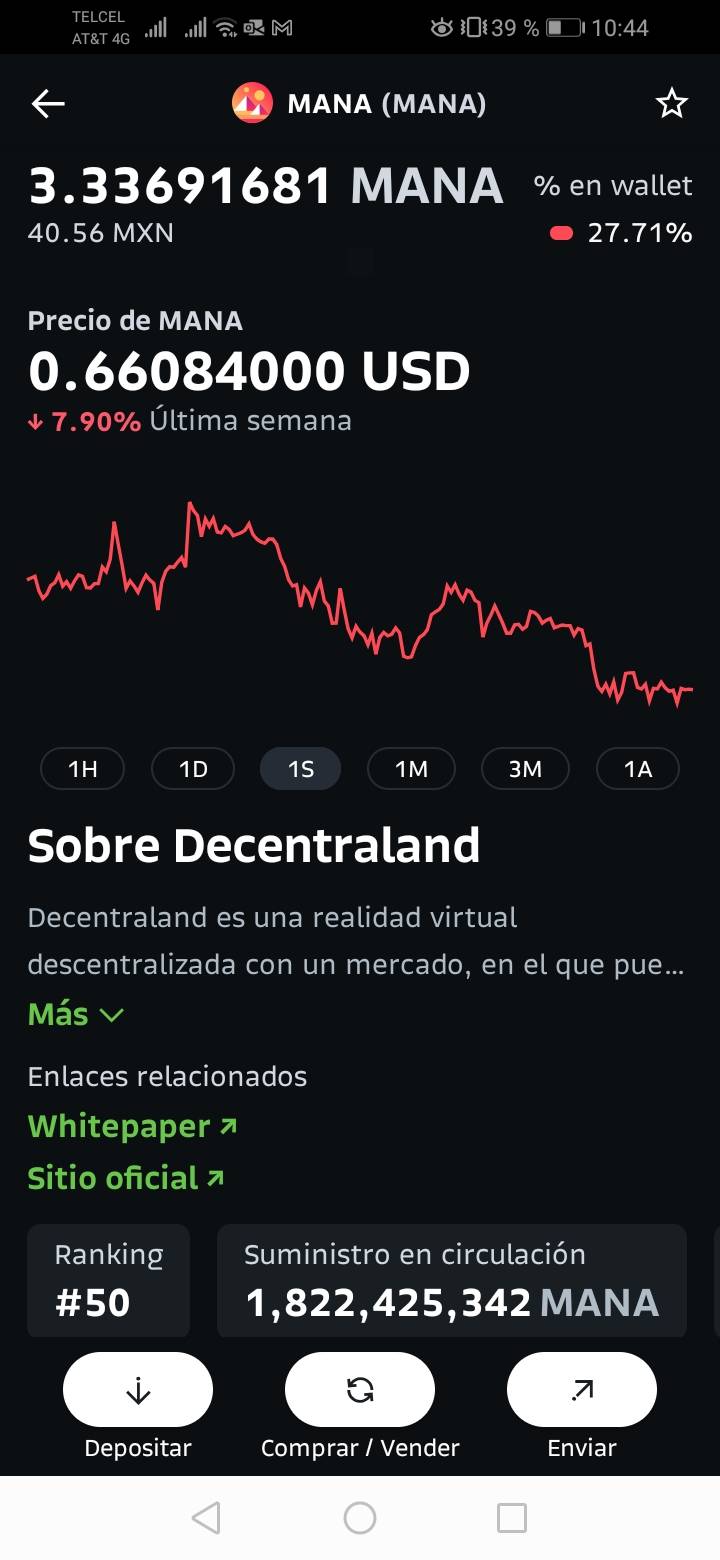 TELCEL
AT&T 4G
39 % 10:44
MANA (MANA)
3.33691681 MANA % en wallet
40.56 MXN 27.71%
Precio de MANA
0.66084000 USD
7.90% Última semana
1H 1D 1S 1M 3M 1A
Sobre Decentraland
Decentraland es una realidad virtual
descentralizada con un mercado, en el que pue...
Más
Enlaces relacionados
Whitepaper
Sitio oficial
Ranking Suministro en circulación
#50 1,822,425,342 MANA
Depositar Comprar / Vender Enviar